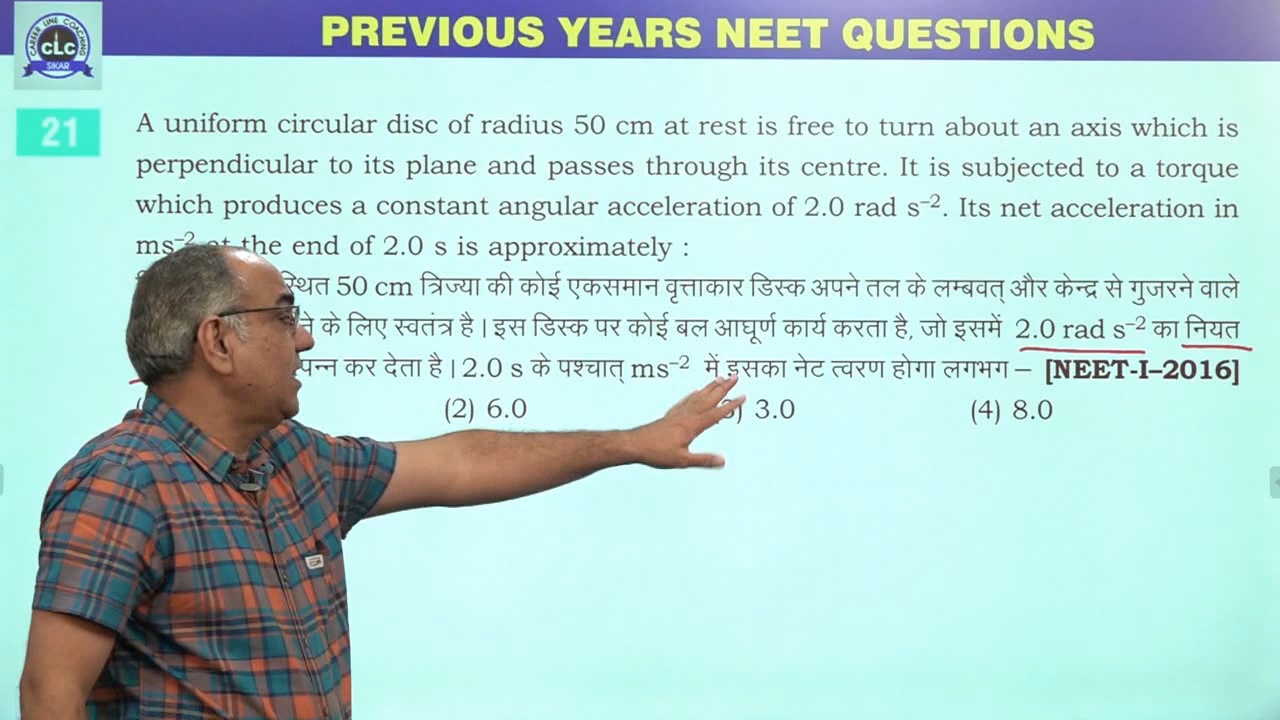 PREVIOUS YEARS NEET QUESTIONS
CAREER LINE COACHING
CLC
SIKAR
21
A uniform circular disc of radius 50 cm at rest is free to turn about an axis which is
perpendicular to its plane and passes through its centre. It is subjected to a torque
which produces a constant angular acceleration of 2.0 rad s⁻². Its net acceleration in
ms⁻² at the end of 2.0 s is approximately :
50 cm त्रिज्या की कोई एकसमान वृत्ताकार डिस्क अपने तल के लम्बवत् और केन्द्र से गुजरने वाले
के लिए स्वतंत्र है। इस डिस्क पर कोई बल आघूर्ण कार्य करता है, जो इसमें 2.0 rad s⁻² का नियत
कर देता है। 2.0 s के पश्चात् ms⁻² में इसका नेट त्वरण होगा लगभग – [NEET-I–2016]
(2) 6.0 (3) 3.0 (4) 8.0